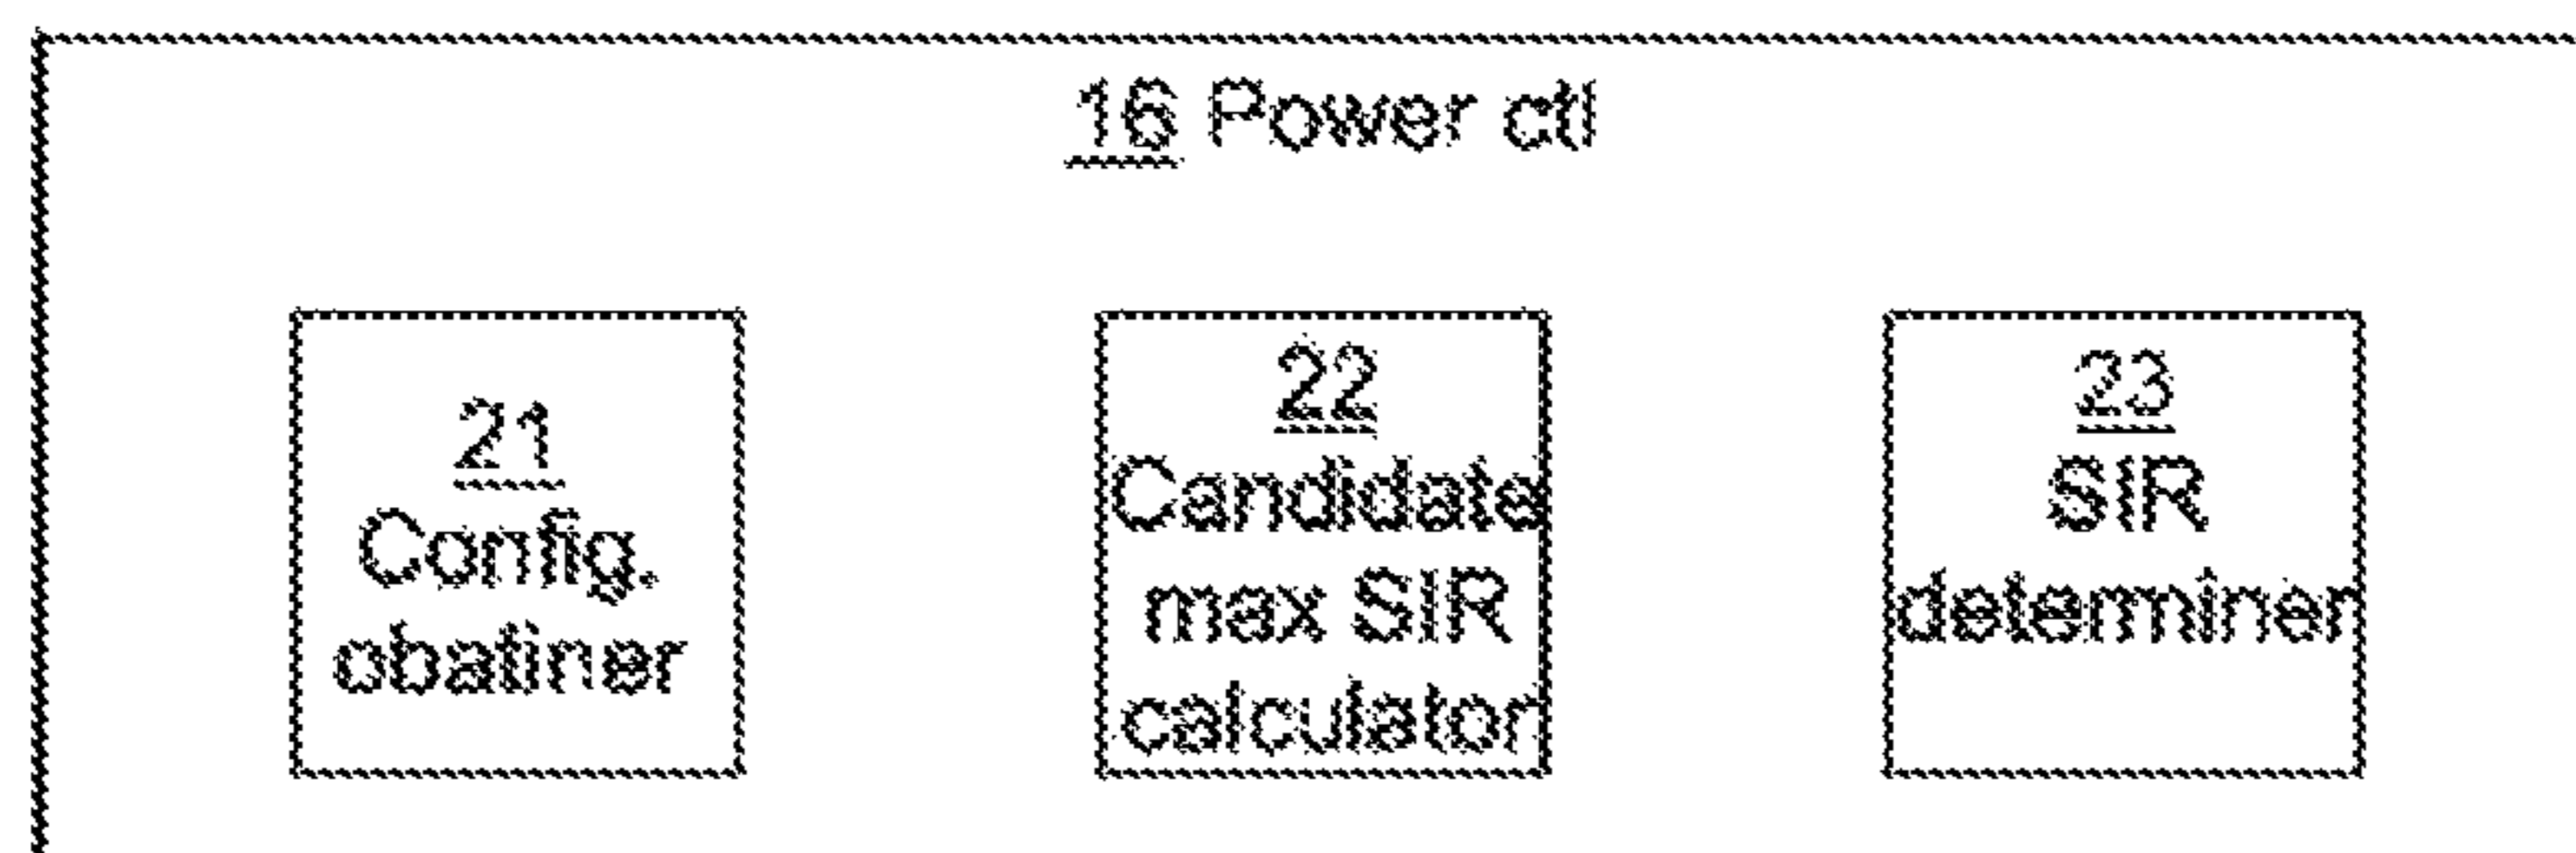 16 Power ctl
21
Config.
obatiner
22
Candidate
max SIR
calculator
23
SIR
determiner